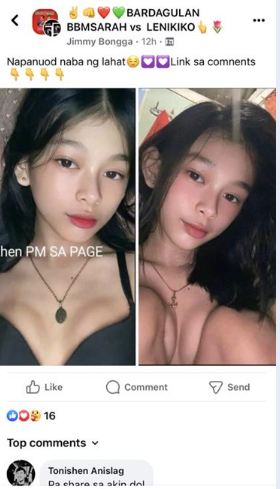 ✌️👊❤️💚BARDAGULAN
BBMSARAH vs LENIKIKO👆🌷
Jimmy Bongga · 12h ·
Napanuod naba ng lahat😏💟💟Link sa comments
👇👇👇👇
hen PM SA PAGE
Like
Comment
Send
16
Top comments
Tonishen Anislag
Pa share sa akin dol